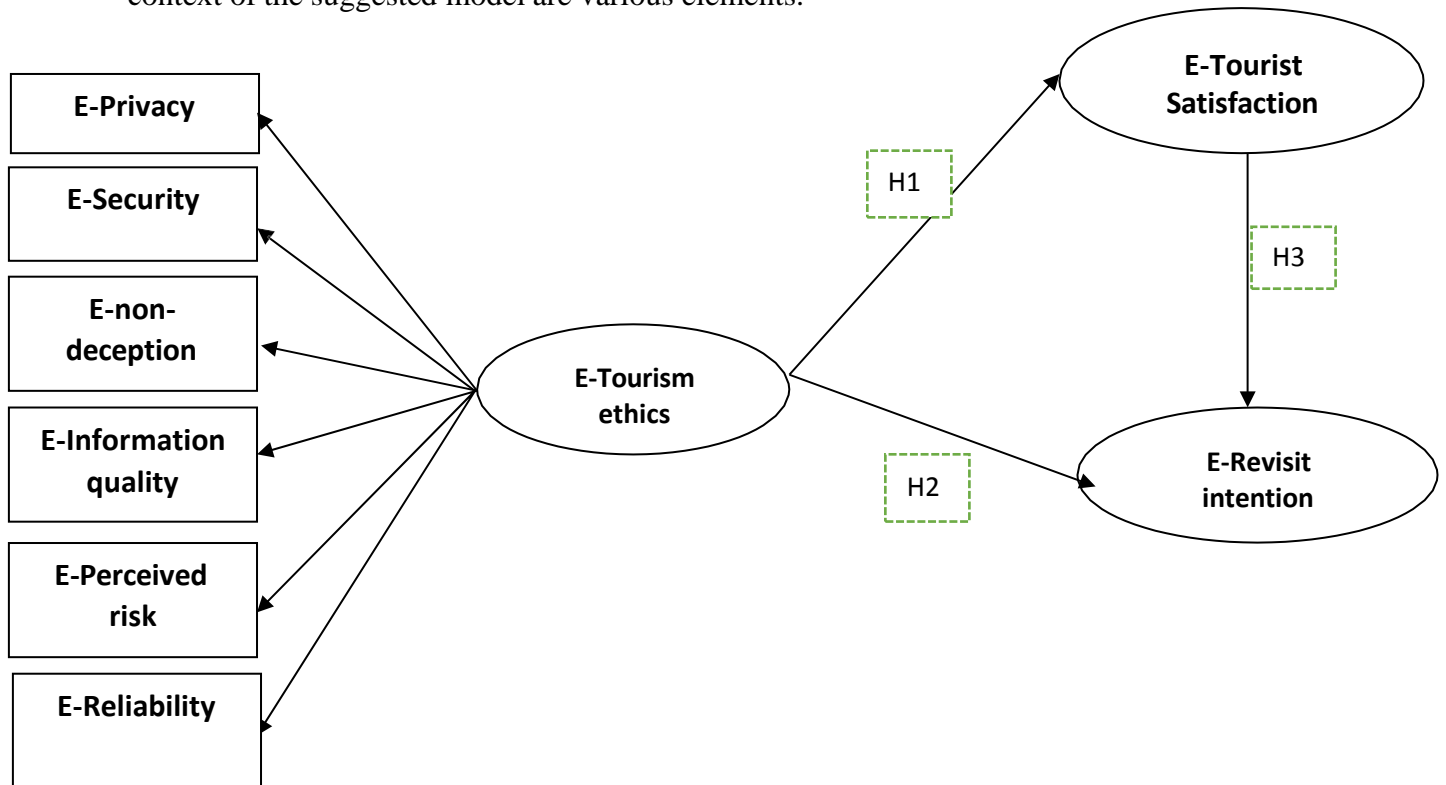 context of the suggested model are various elements.
E-Privacy
E-Security
E-non-
deception
E-Information
quality
E-Perceived
risk
E-Reliability
E-Tourism
ethics
H1
H2
E-Tourist
Satisfaction
H3
E-Revisit
intention